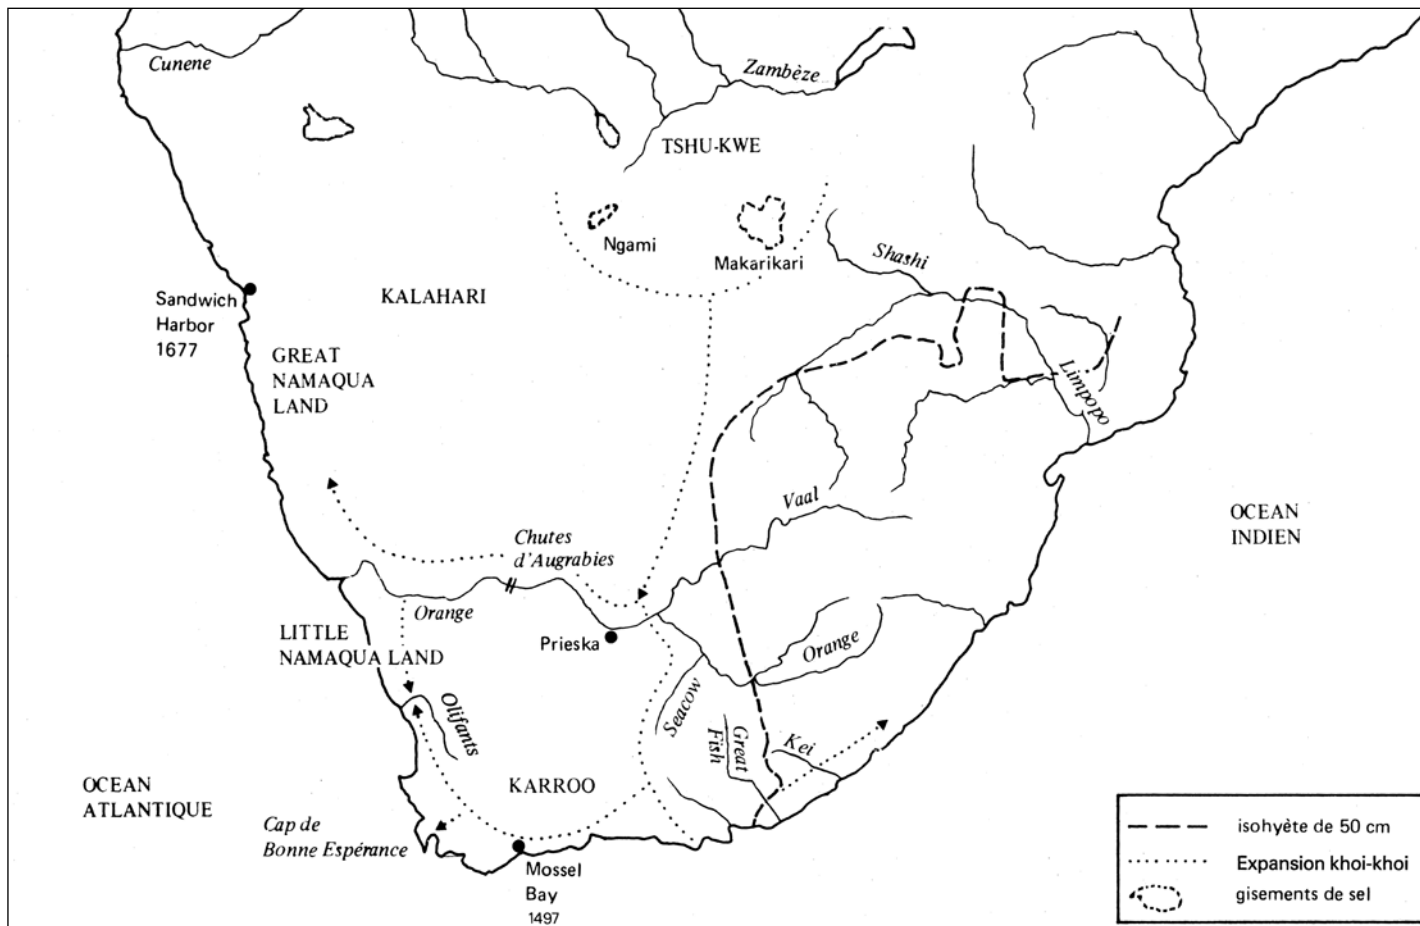 Cunene
Zambèze
TSHU-KWE
Ngami
Makarikari
Shashi
Sandwich
Harbor
1677
KALAHARI
GREAT
NAMAQUA
LAND
Limpopo
Vaal
OCEAN
INDIEN
Chutes
d'Augrabies
Orange
Prieska
LITTLE
NAMAQUA LAND
Orange
Olifants
Seacow
Great
Fish
Kei
KARROO
OCEAN
ATLANTIQUE
Cap de
Bonne Espérance
Mossel
Bay
1497
isohyète de 50 cm
Expansion khoi-khoi
gisements de sel